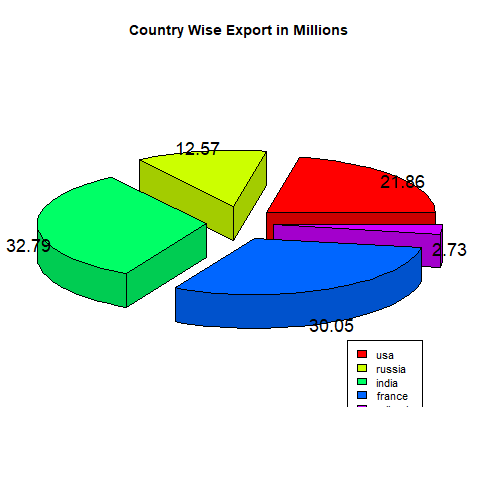 Country Wise Export in Millions
12.57
21.86
32.79
2.73
30.05
usa
russia
india
france